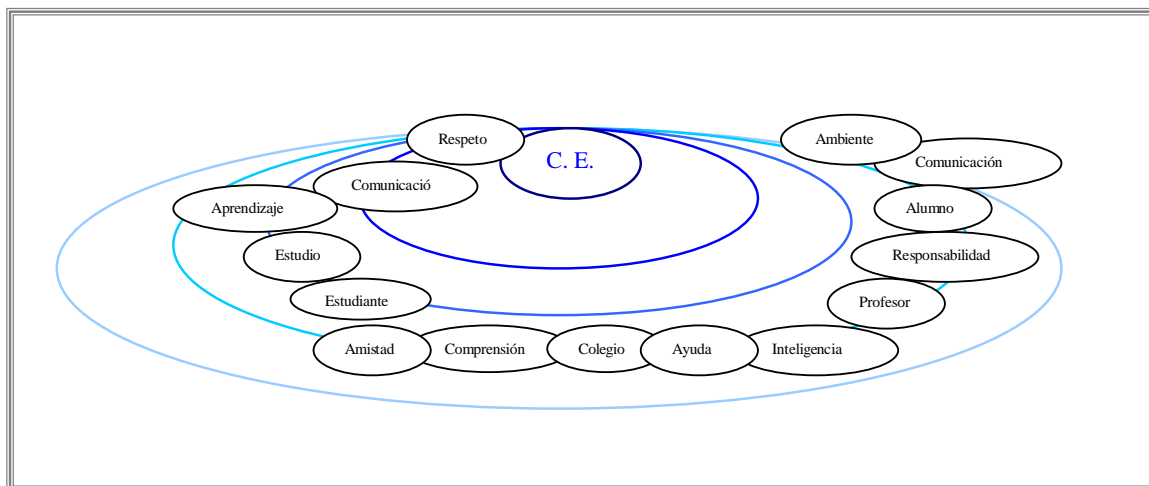 Respeto
C. E.
Ambiente
Comunicación
Comunicació
Aprendizaje
Alumno
Estudio
Responsabilidad
Estudiante
Profesor
Amistad
Comprensión
Colegio
Ayuda
Inteligencia